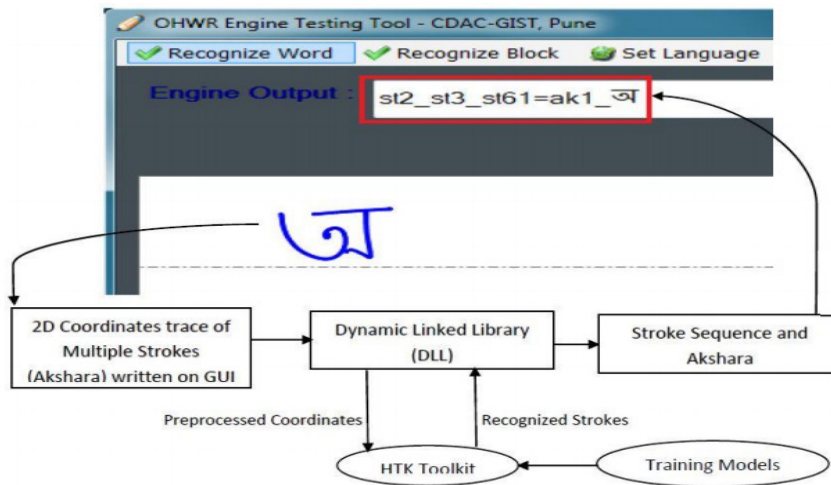 OHWR Engine Testing Tool - CDAC-GIST, Pune
Recognize Word Recognize Block Set Language
Engine Output : st2_st3_st61=ak1_অ
অ
2D Coordinates trace of
Multiple Strokes
(Akshara) written on GUI
Dynamic Linked Library
(DLL)
Stroke Sequence and
Akshara
Preprocessed Coordinates
Recognized Strokes
HTK Toolkit
Training Models